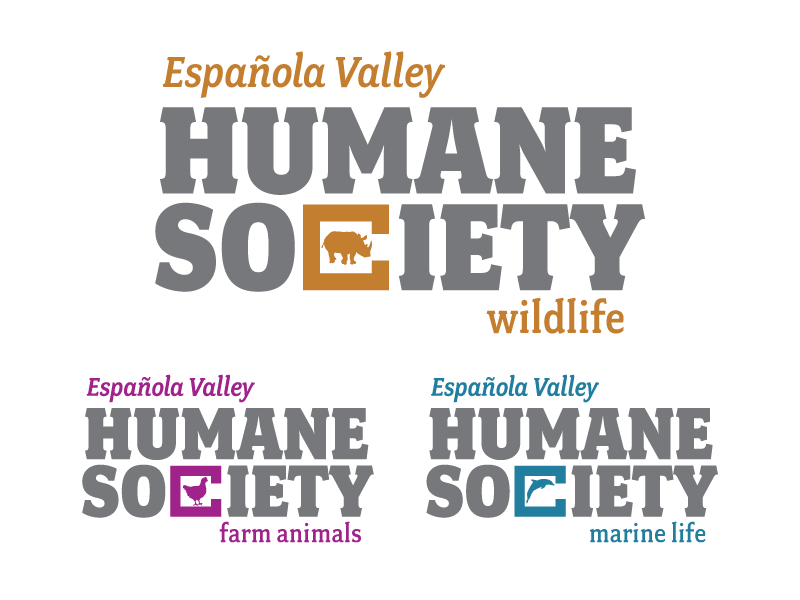 Española Valley
HUMANE
SOCIETY
wildlife
Española Valley
HUMANE
SOCIETY
farm animals
Española Valley
HUMANE
SOCIETY
marine life